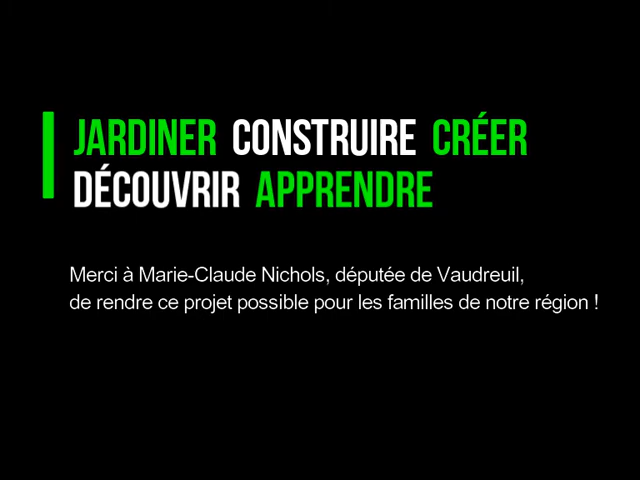 JARDINER CONSTRUIRE CRÉER
DÉCOUVRIR APPRENDRE
Merci à Marie-Claude Nichols, députée de Vaudreuil,
de rendre ce projet possible pour les familles de notre région !